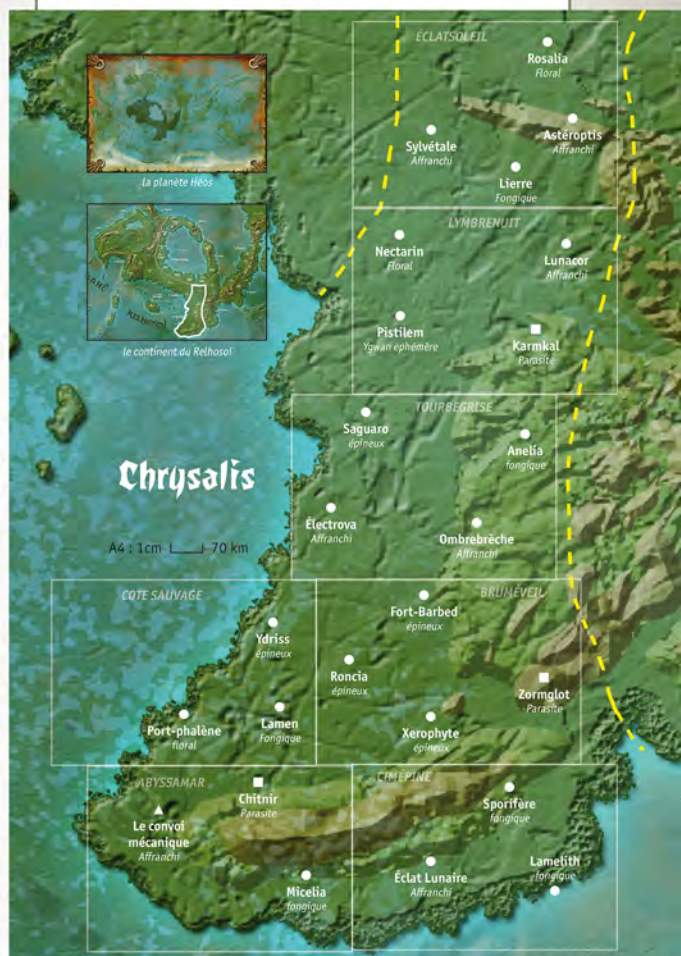 ÉCLATSOLEIL
Rosalia
Floral
Sylvétale
Affranchi
Astéroptis
Affranchi
Lierre
Fongique
la planète Héos
LYMBRENUIT
Nectarin
Floral
Lunacor
Affranchi
Pistilem
Ygwan ephémère
Karmkal
Parasite
le continent du Relhosoï
TOURBEGRISE
Saguaro
épineux
Anelia
fongique
Chrysalis
Électrova
Affranchi
Ombrebrèche
Affranchi
A4 : 1cm 70 km
COTE SAUVAGE
BRUMÉVEIL
Fort-Barbed
épineux
Ydriss
épineux
Roncia
épineux
Zormglot
Parasite
Port-phalène
floral
Lamen
Fongique
Xerophyte
épineux
ABYSSAMAR
CIMÉPINE
Chitnir
Parasite
Sporifère
fongique
Le convoi
mécanique
Affranchi
Micelia
fongique
Éclat Lunaire
Affranchi
Lamelith
fongique